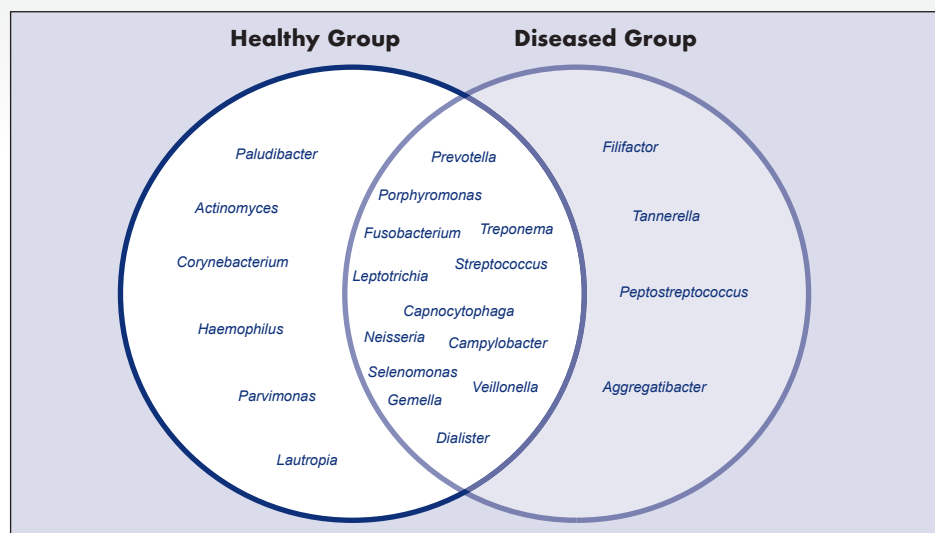 Healthy Group
Diseased Group
Paludibacter
Actinomyces
Corynebacterium
Haemophilus
Parvimonas
Lautropia
Prevotella
Porphyromonas
Fusobacterium
Treponema
Streptococcus
Leptotrichia
Capnocytophaga
Neisseria
Campylobacter
Selenomonas
Veillonella
Gemella
Dialister
Filifactor
Tannerella
Peptostreptococcus
Aggregatibacter